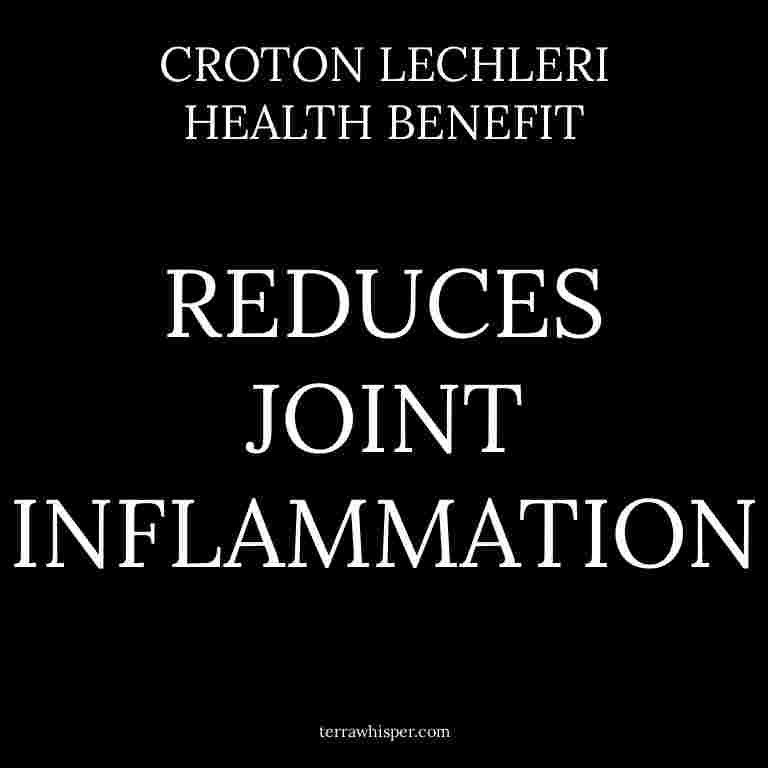 CROTON LECHLERI
HEALTH BENEFIT
REDUCES
JOINT
INFLAMMATION
terrawhisper.com